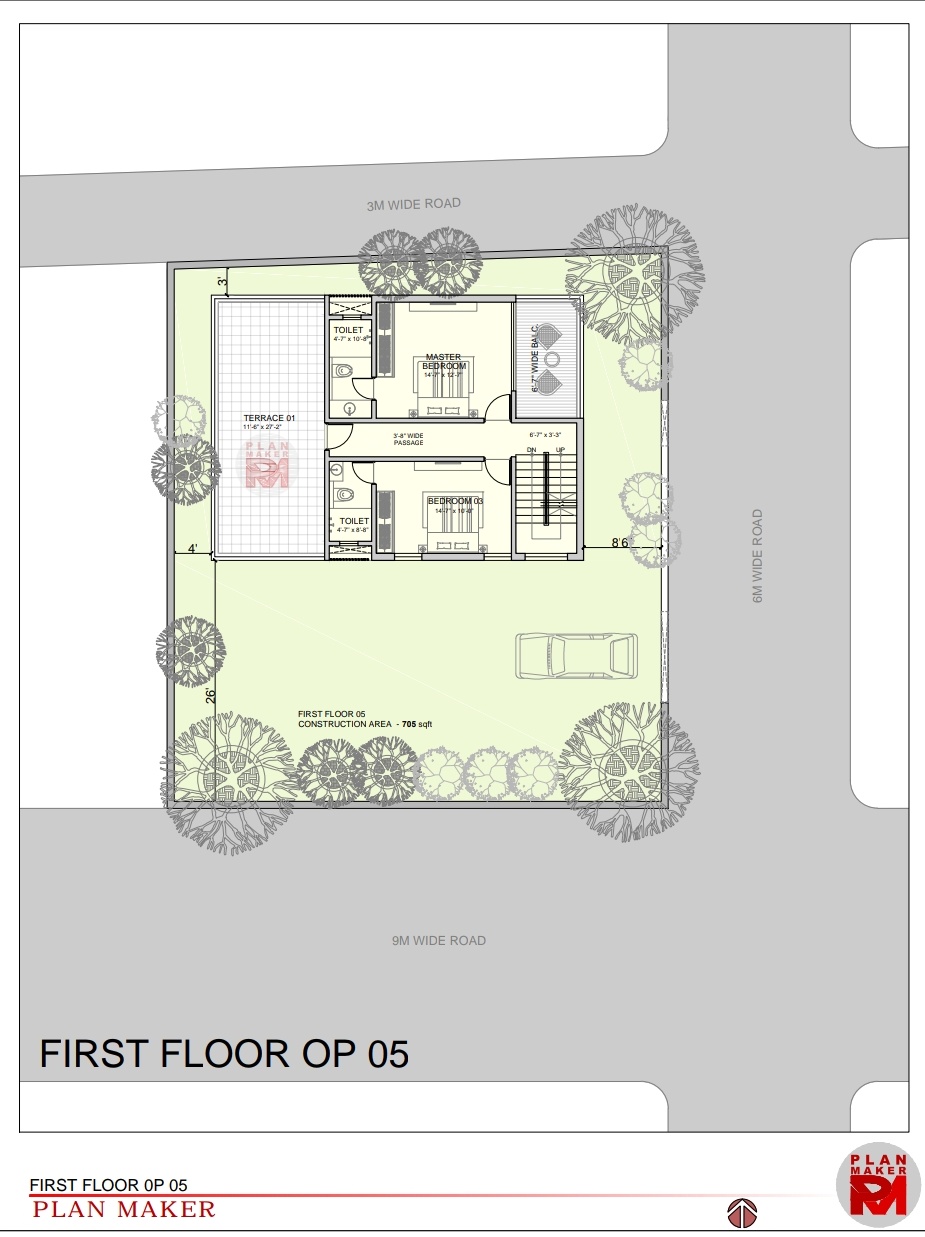 3M WIDE ROAD
3'
TOILET
4'-7" x 10'-8"
MASTER
BEDROOM
14'-7" x 12'-7"
6'-7" WIDE BALC.
TERRACE 01
11'-6" x 27'-2"
3'-8" WIDE
PASSAGE
6'-7" x 3'-3"
DN
UP
PLAN
MAKER
BEDROOM 03
14'-7" x 10'-0"
TOILET
4'-7" x 8'-8"
4'
8'6"
6M WIDE ROAD
26'
FIRST FLOOR 05
CONSTRUCTION AREA - 705 sqft
9M WIDE ROAD
FIRST FLOOR OP 05
FIRST FLOOR 0P 05
PLAN MAKER
PLAN
MAKER